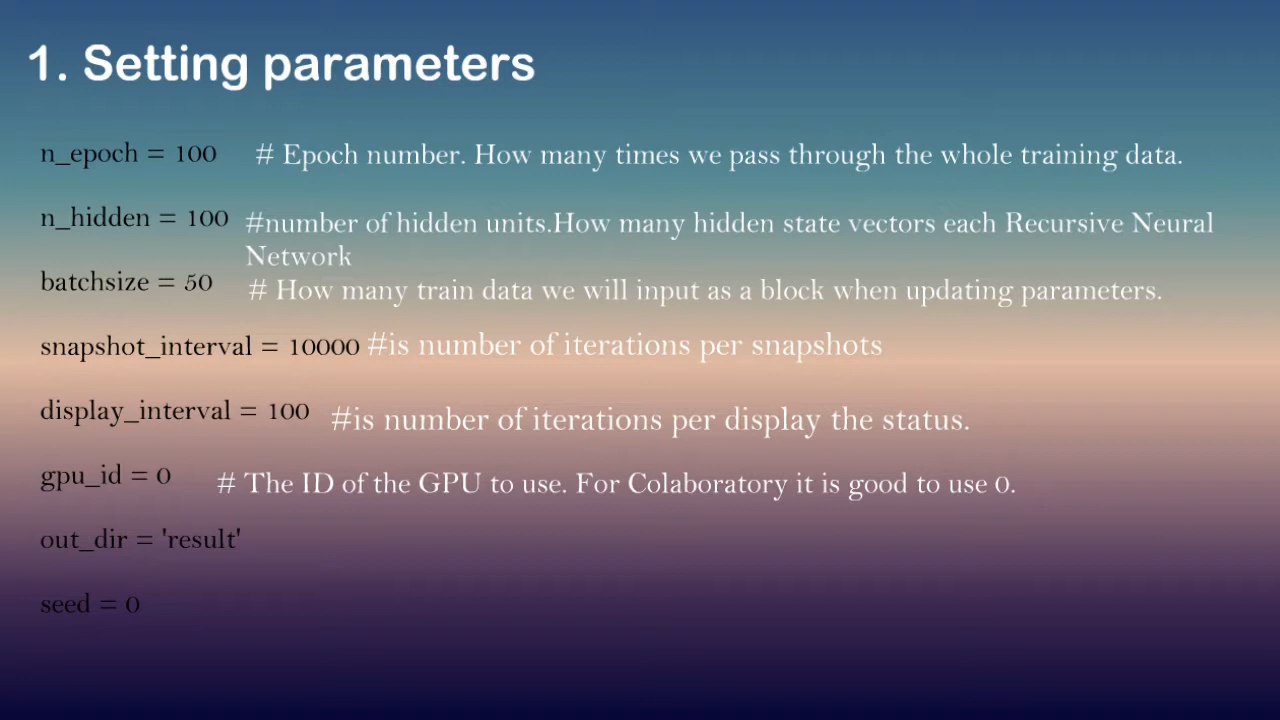 1. Setting parameters
n_epoch = 100 # Epoch number. How many times we pass through the whole training data.
n_hidden = 100 #number of hidden units.How many hidden state vectors each Recursive Neural
Network
batchsize = 50 # How many train data we will input as a block when updating parameters.
snapshot_interval = 10000 #is number of iterations per snapshots
display_interval = 100 #is number of iterations per display the status.
gpu_id = 0 # The ID of the GPU to use. For Colaboratory it is good to use 0.
out_dir = 'result'
seed = 0